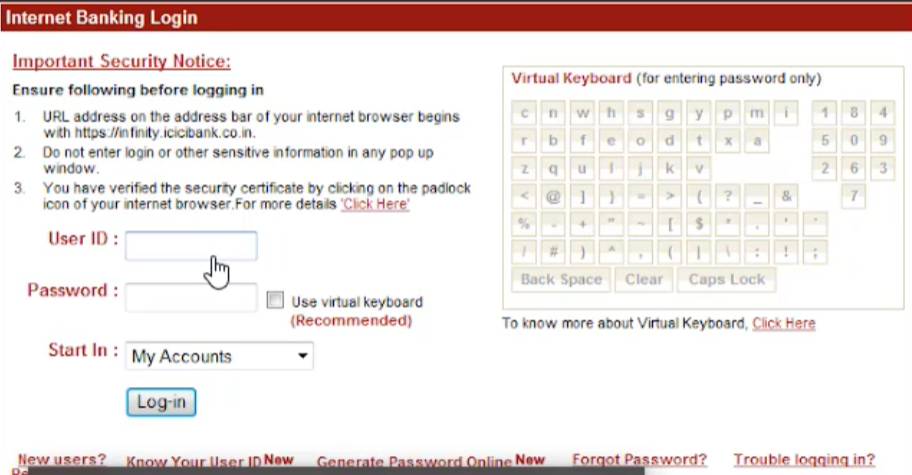 Internet Banking Login
Important Security Notice:
Ensure following before logging in
1. URL address on the address bar of your internet browser begins
with https://infinity.icicibank.co.in.
2. Do not enter login or other sensitive information in any pop up
window.
3. You have verified the security certificate by clicking on the padlock
icon of your internet browser.For more details 'Click Here'
User ID :
Password :
Use virtual keyboard
(Recommended)
Start In : My Accounts
Log-in
Virtual Keyboard (for entering password only)
c n w h s g y p m i 1 8 4
r b f e o d t x a 5 0 9
z q u l j k v 2 6 3
< @ ] } = > { ? _ & 7
% - + " ~ [ $ * . ' `
/ # ) ^ , ( | \ : ! ;
Back Space Clear Caps Lock
To know more about Virtual Keyboard, Click Here
New users? Know Your User ID New Generate Password Online New Forgot Password? Trouble logging in?